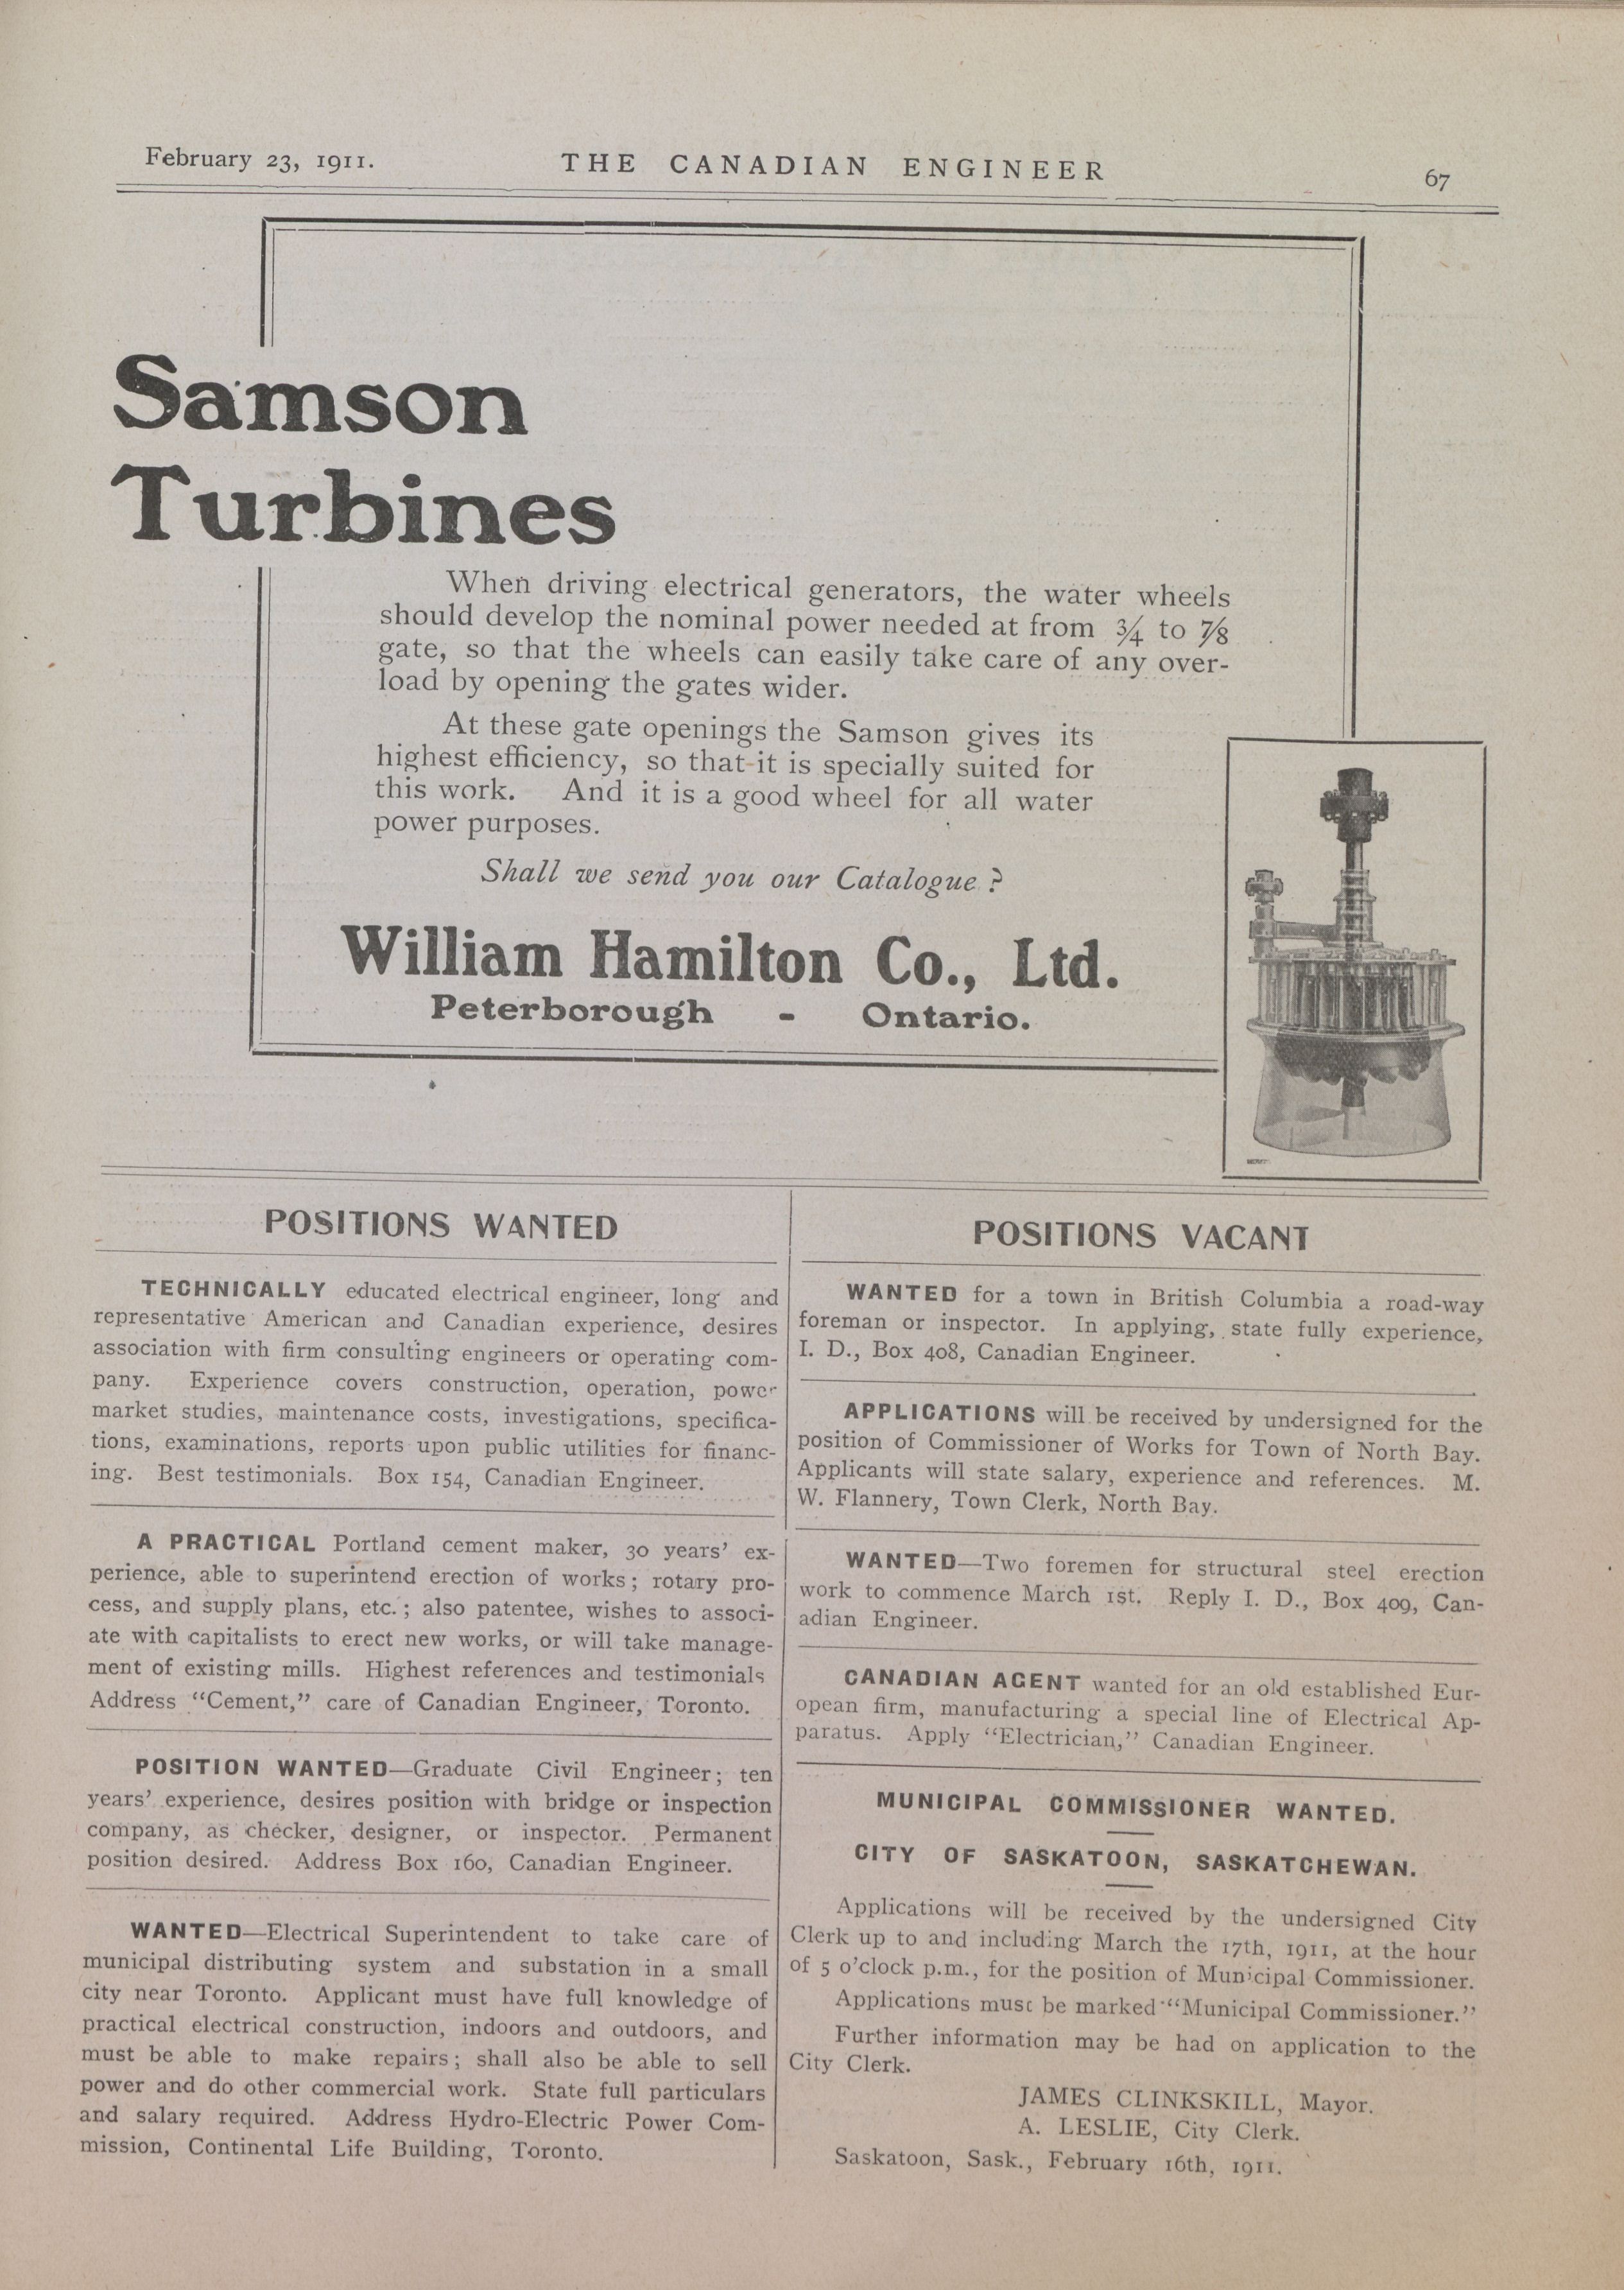 February 23, 1911.
THE CANADIAN ENGINEER
67
Samson
Turbines
When driving electrical generators, the water wheels
should develop the nominal power needed at from ¾ to ⅞
gate, so that the wheels can easily take care of any over-
load by opening the gates wider.
At these gate openings the Samson gives its
highest efficiency, so that it is specially suited for
this work. And it is a good wheel for all water
power purposes.
Shall we send you our Catalogue?
William Hamilton Co., Ltd.
Peterborough - Ontario.
POSITIONS WANTED
TECHNICALLY educated electrical engineer, long and
representative American and Canadian experience, desires
association with firm consulting engineers or operating com-
pany. Experience covers construction, operation, power
market studies, maintenance costs, investigations, specifica-
tions, examinations, reports upon public utilities for financ-
ing. Best testimonials. Box 154, Canadian Engineer.
A PRACTICAL Portland cement maker, 30 years' ex-
perience, able to superintend erection of works; rotary pro-
cess, and supply plans, etc.; also patentee, wishes to associ-
ate with capitalists to erect new works, or will take manage-
ment of existing mills. Highest references and testimonials
Address "Cement," care of Canadian Engineer, Toronto.
POSITION WANTED—Graduate Civil Engineer; ten
years' experience, desires position with bridge or inspection
company, as checker, designer, or inspector. Permanent
position desired. Address Box 160, Canadian Engineer.
WANTED—Electrical Superintendent to take care of
municipal distributing system and substation in a small
city near Toronto. Applicant must have full knowledge of
practical electrical construction, indoors and outdoors, and
must be able to make repairs; shall also be able to sell
power and do other commercial work. State full particulars
and salary required. Address Hydro-Electric Power Com-
mission, Continental Life Building, Toronto.
POSITIONS VACANT
WANTED for a town in British Columbia a road-way
foreman or inspector. In applying, state fully experience,
I. D., Box 408, Canadian Engineer.
APPLICATIONS will be received by undersigned for the
position of Commissioner of Works for Town of North Bay.
Applicants will state salary, experience and references. M.
W. Flannery, Town Clerk, North Bay.
WANTED—Two foremen for structural steel erection
work to commence March 1st. Reply I. D., Box 409, Can-
adian Engineer.
CANADIAN AGENT wanted for an old established Eur-
opean firm, manufacturing a special line of Electrical Ap-
paratus. Apply "Electrician," Canadian Engineer.
MUNICIPAL COMMISSIONER WANTED.
CITY OF SASKATOON, SASKATCHEWAN.
Applications will be received by the undersigned City
Clerk up to and including March the 17th, 1911, at the hour
of 5 o'clock p.m., for the position of Municipal Commissioner.
Applications must be marked "Municipal Commissioner."
Further information may be had on application to the
City Clerk.
JAMES CLINKSKILL, Mayor.
A. LESLIE, City Clerk.
Saskatoon, Sask., February 16th, 1911.